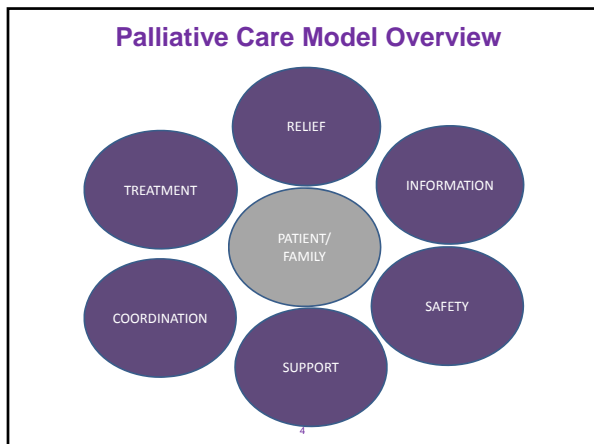 Palliative Care Model Overview
RELIEF
TREATMENT
INFORMATION
PATIENT/
FAMILY
COORDINATION
SAFETY
SUPPORT
4